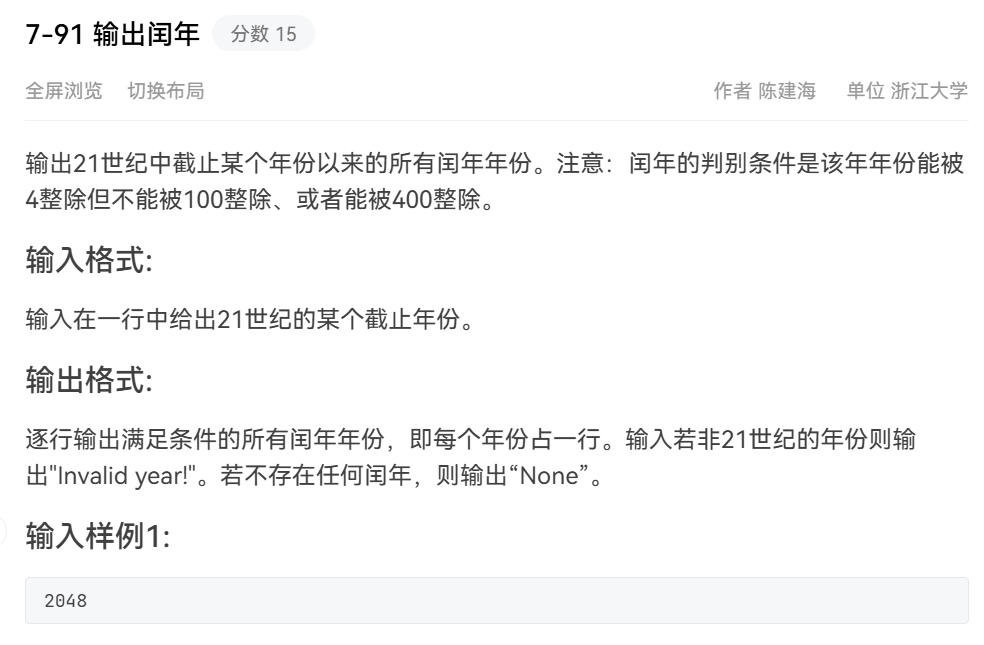 7-91 输出闰年 分数 15
全屏浏览 切换布局 作者 陈建海 单位 浙江大学
输出21世纪中截止某个年份以来的所有闰年年份。注意：闰年的判别条件是该年年份能被
4整除但不能被100整除、或者能被400整除。
输入格式:
输入在一行中给出21世纪的某个截止年份。
输出格式:
逐行输出满足条件的所有闰年年份，即每个年份占一行。输入若非21世纪的年份则输
出"Invalid year!"。若不存在任何闰年，则输出“None”。
输入样例1:
2048